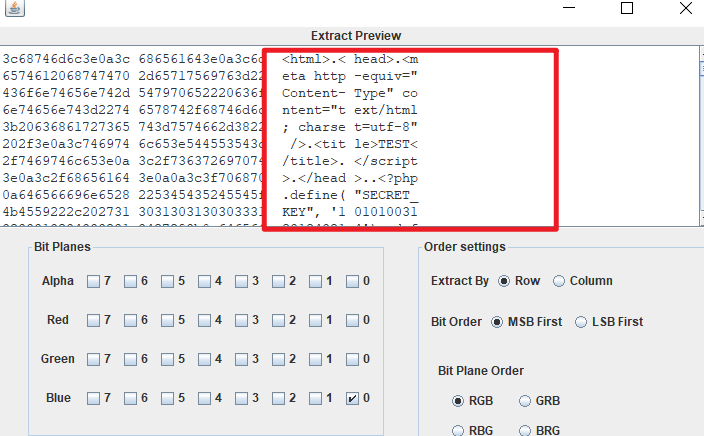 Extract Preview
3c68746d6c3e0a3c 686561643e0a3c6d <html>.< head>.<m
6574612068747470 2d65717569763d22 eta http -equiv="
436f6e74656e742d 547970652220636f Content- Type" co
6e74656e743d2274 6578742f68746d6c ntent="t ext/html
3b20636861727365 743d7574662d3822 ; charse t=utf-8"
202f3e0a3c746974 6c653e544553543c  />.<tit le>TEST<
2f7469746c653e0a 3c2f736372697074 /title>. </script
3e0a3c2f68656164 3e0a0a3c3f706870 >.</head >..<?php
0a646566696e6528 225345435245545f .define( "SECRET_
4b4559222c202731 3031303130303331 KEY", '1 01010031
Bit Planes
Order settings
Alpha 7 6 5 4 3 2 1 0
Extract By Row Column
Red 7 6 5 4 3 2 1 0
Bit Order MSB First LSB First
Green 7 6 5 4 3 2 1 0
Bit Plane Order
Blue 7 6 5 4 3 2 1 0
RGB GRB
RBG BRG